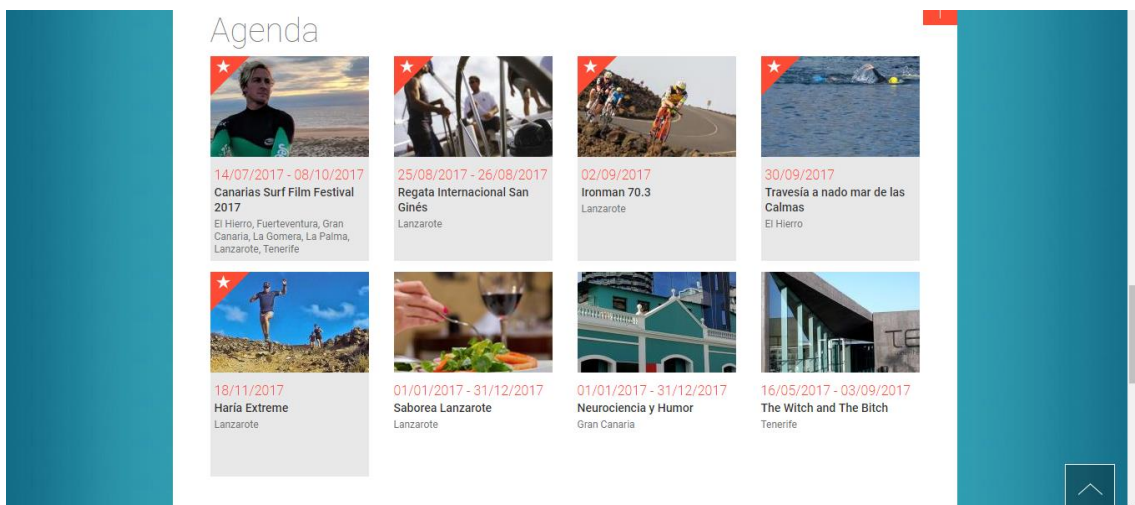 Agenda
14/07/2017 - 08/10/2017
Canarias Surf Film Festival
2017
El Hierro, Fuerteventura, Gran
Canaria, La Gomera, La Palma,
Lanzarote, Tenerife
25/08/2017 - 26/08/2017
Regata Internacional San
Ginés
Lanzarote
02/09/2017
Ironman 70.3
Lanzarote
30/09/2017
Travesía a nado mar de las
Calmas
El Hierro
18/11/2017
Haría Extreme
Lanzarote
01/01/2017 - 31/12/2017
Saborea Lanzarote
Lanzarote
01/01/2017 - 31/12/2017
Neurociencia y Humor
Gran Canaria
TE
16/05/2017 - 03/09/2017
The Witch and The Bitch
Tenerife